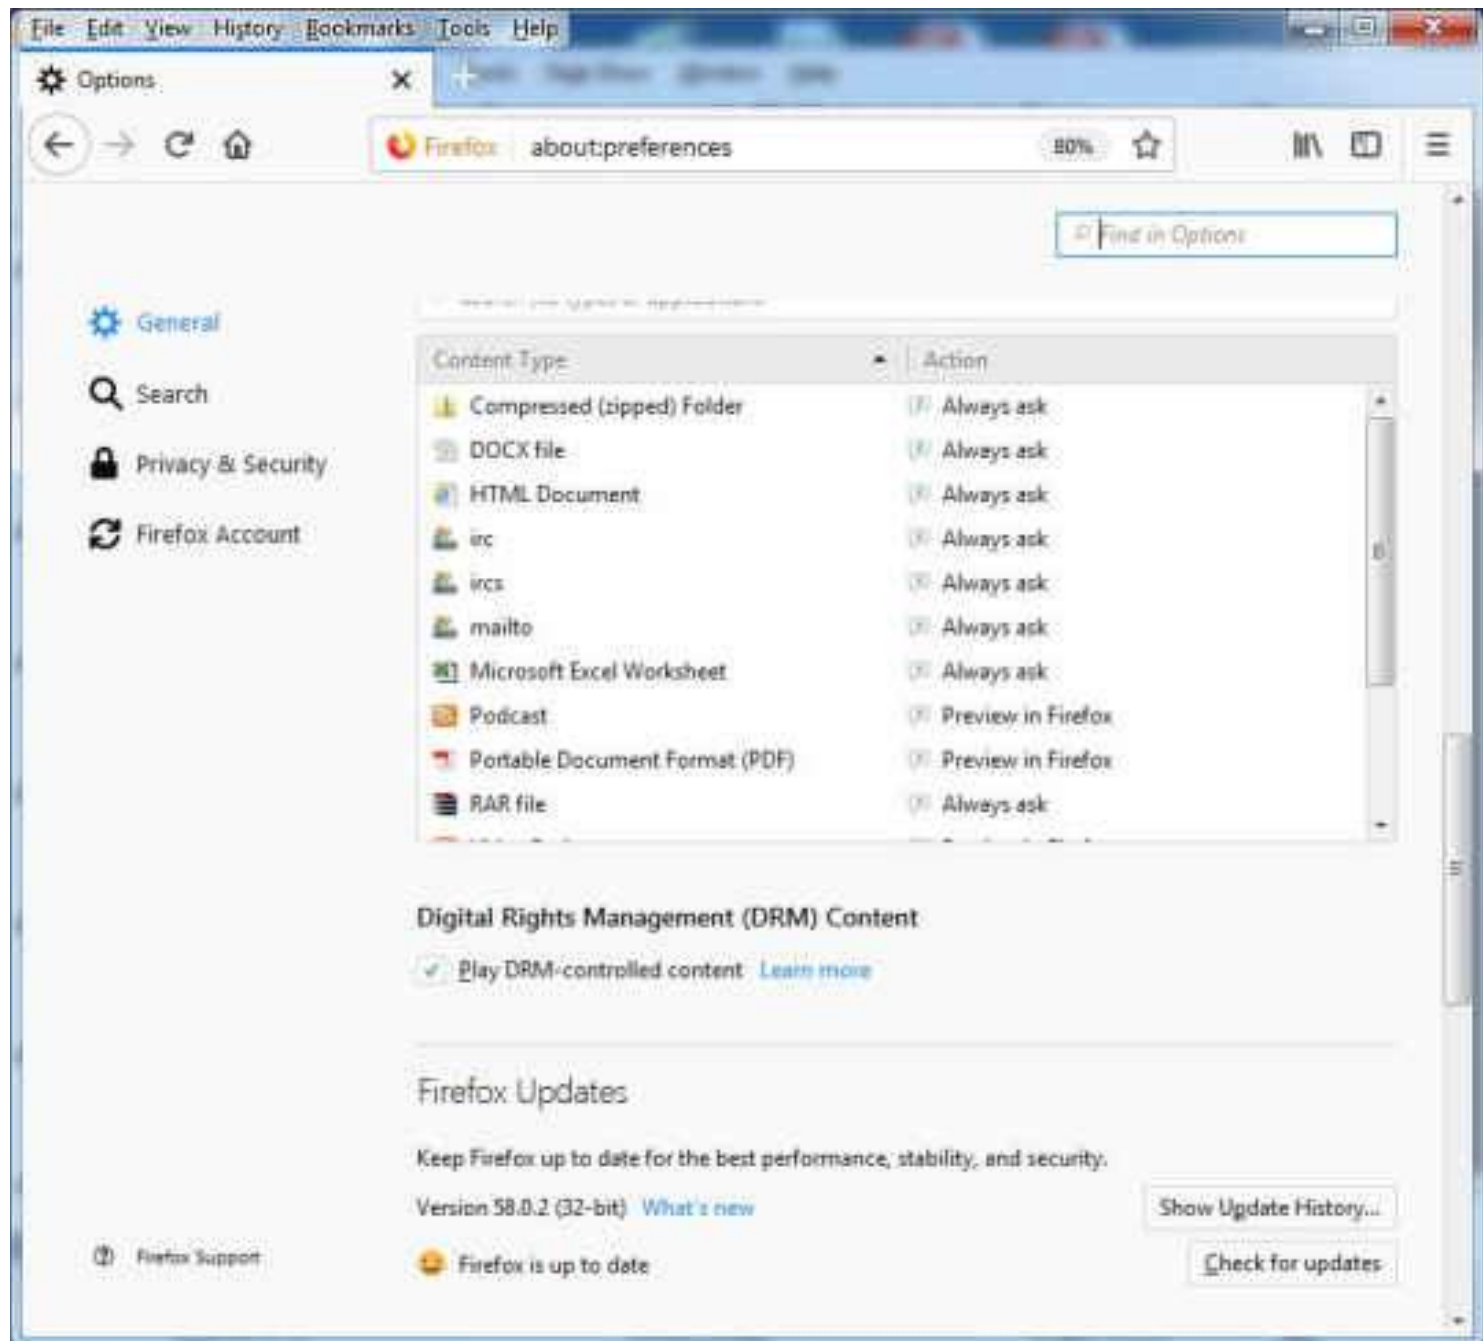 File Edit View History Bookmarks Tools Help
Options
Firefox about:preferences 80%
Find in Options
General
Search
Privacy & Security
Firefox Account
Content Type Action
Compressed (zipped) Folder Always ask
DOCX file Always ask
HTML Document Always ask
irc Always ask
ircs Always ask
mailto Always ask
Microsoft Excel Worksheet Always ask
Podcast Preview in Firefox
Portable Document Format (PDF) Preview in Firefox
RAR file Always ask
Digital Rights Management (DRM) Content
Play DRM-controlled content Learn more
Firefox Updates
Keep Firefox up to date for the best performance, stability, and security.
Version 58.0.2 (32-bit) What's new
Show Update History...
Firefox is up to date
Check for updates
Firefox Support